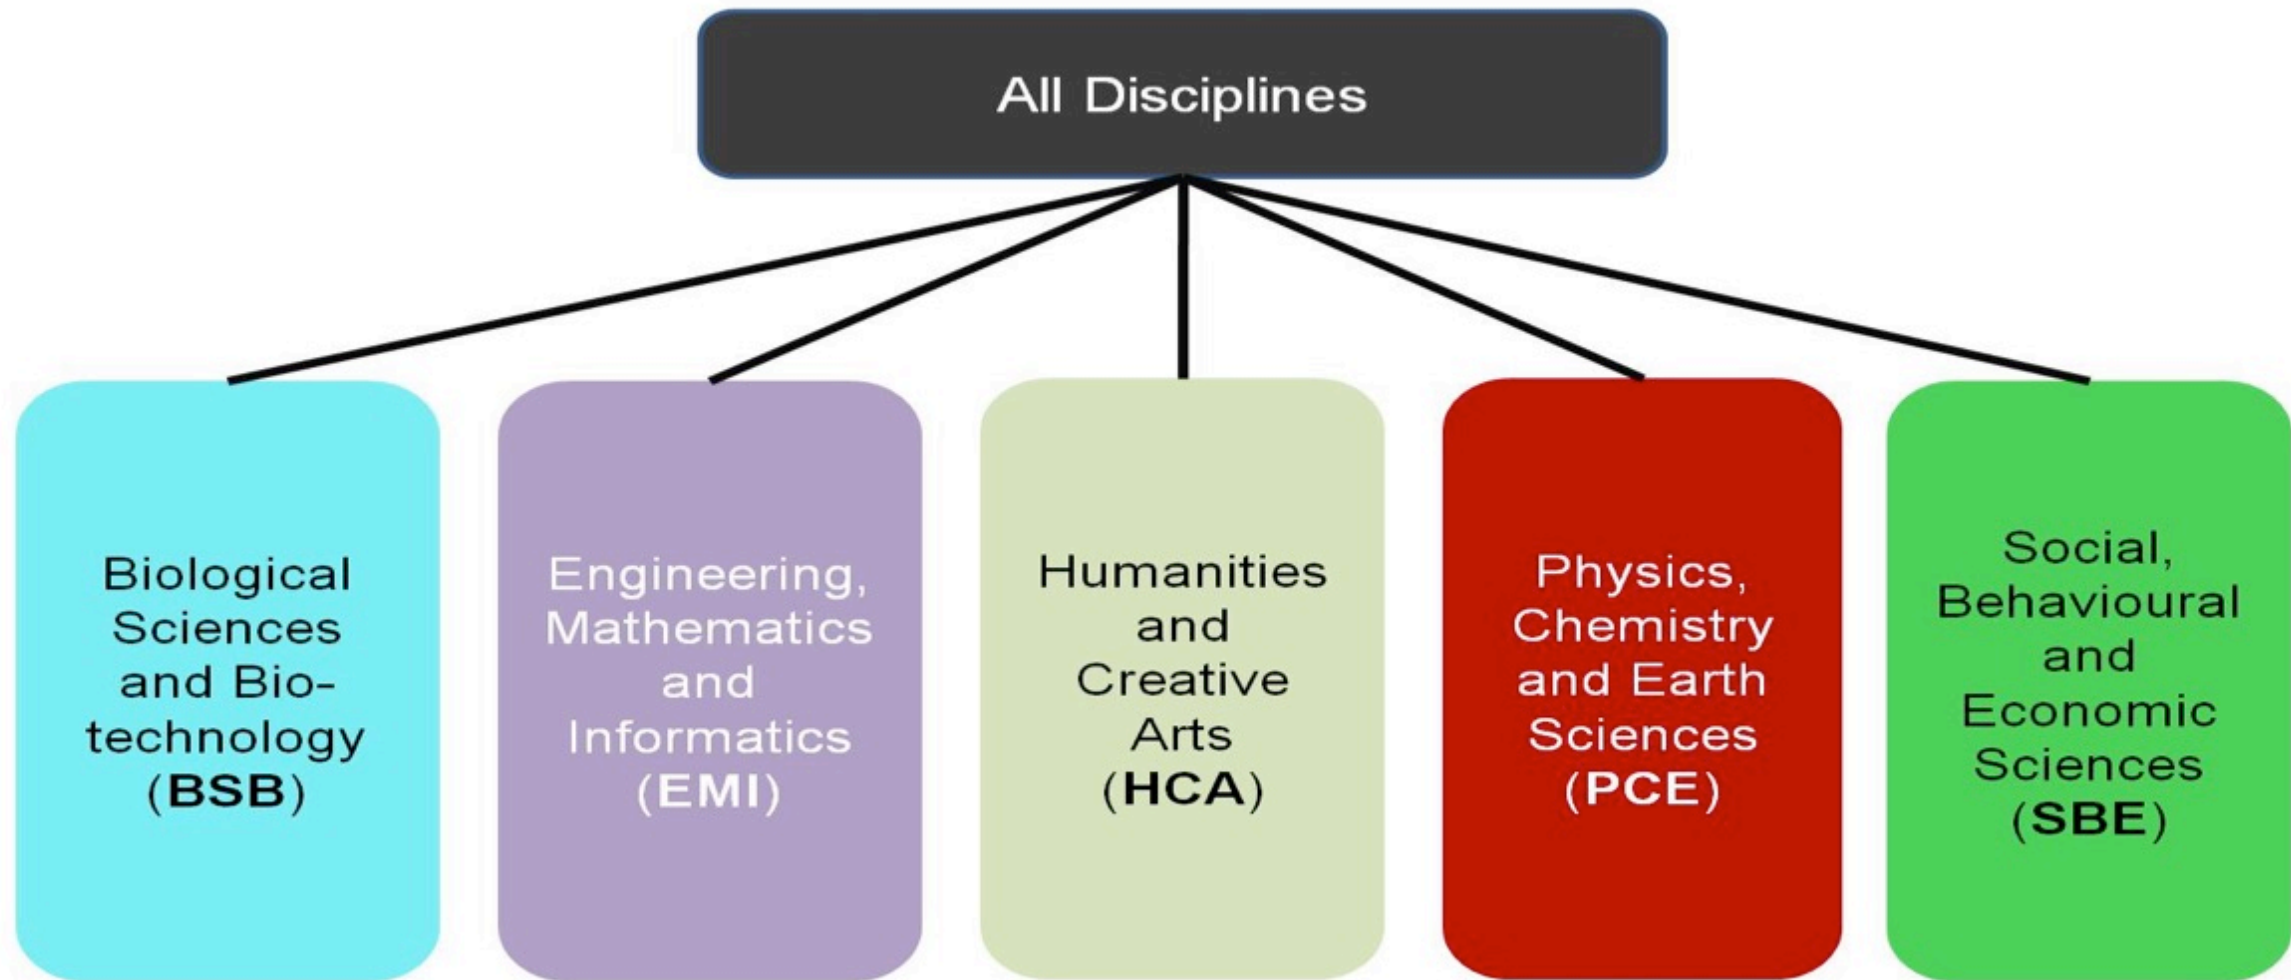 All Disciplines
Biological
Sciences
and Bio-
technology
(BSB)
Engineering,
Mathematics
and
Informatics
(EMI)
Humanities
and
Creative
Arts
(HCA)
Physics,
Chemistry
and Earth
Sciences
(PCE)
Social,
Behavioural
and
Economic
Sciences
(SBE)